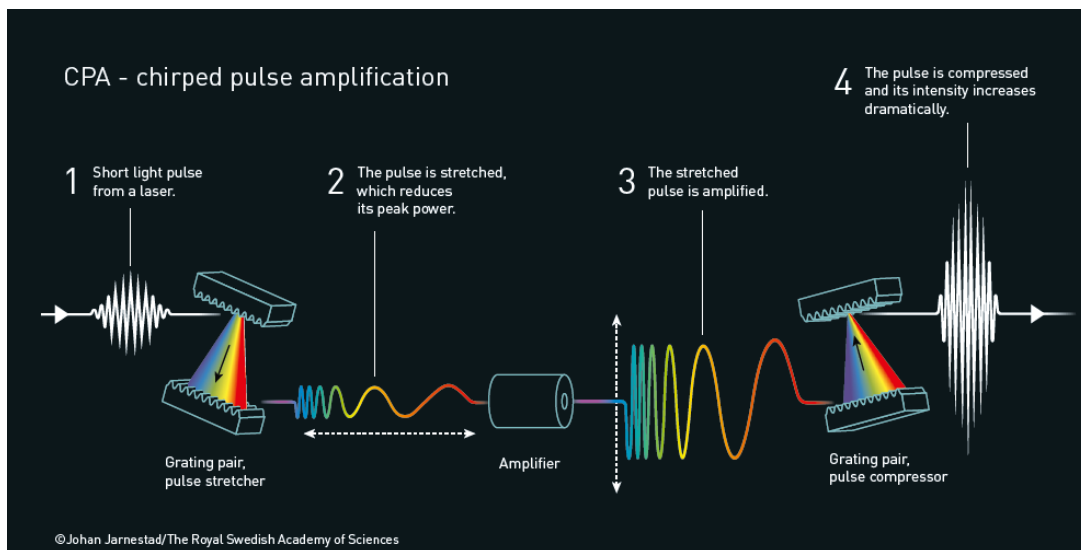 CPA - chirped pulse amplification
1 Short light pulse
from a laser.
2 The pulse is stretched,
which reduces
its peak power.
3 The stretched
pulse is amplified.
4 The pulse is compressed
and its intensity increases
dramatically.
Grating pair,
pulse stretcher
Amplifier
Grating pair,
pulse compressor
©Johan Jarnestad/The Royal Swedish Academy of Sciences